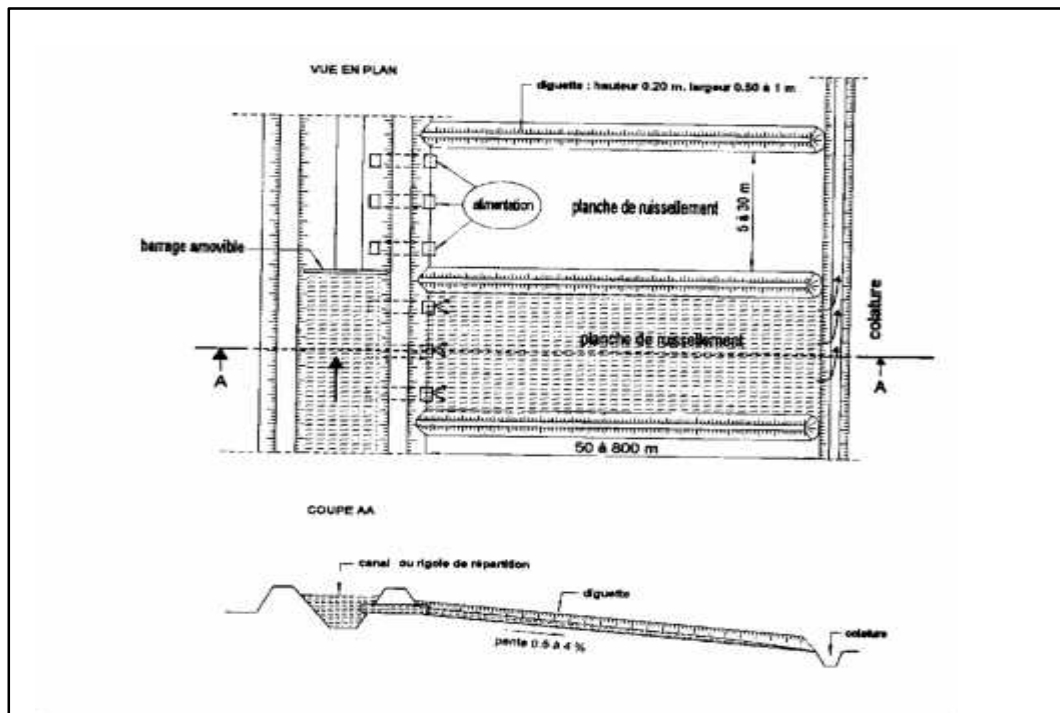 VUE EN PLAN
diguette : hauteur 0.20 m. largeur 0.50 à 1 m
alimentation
planche de ruissellement
5 à 30 m
barrage amovible
planche de ruissellement
colature
A
A
50 à 800 m
COUPE AA
canal ou rigole de répartition
diguette
colature
pente 0.5 à 4 %